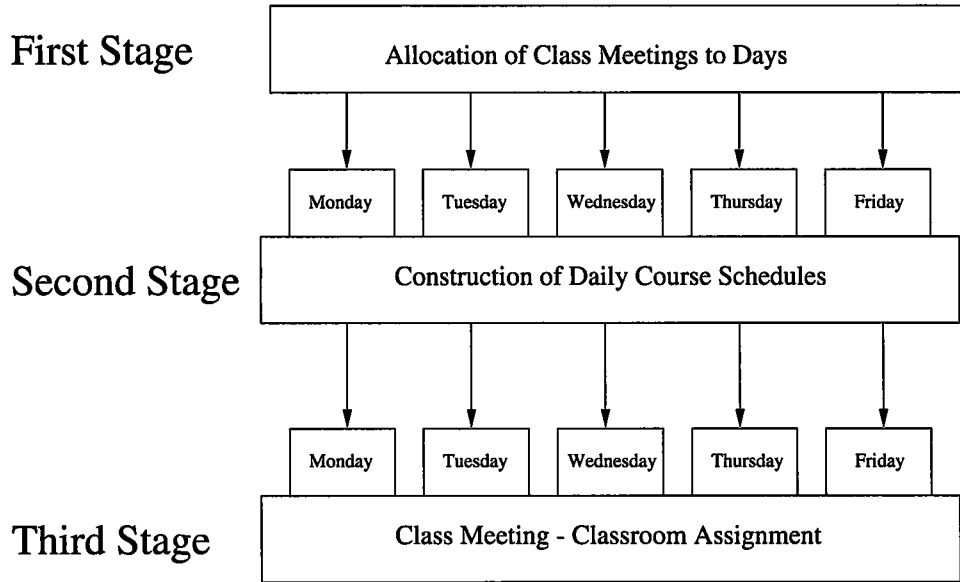 First Stage
Allocation of Class Meetings to Days
Monday Tuesday Wednesday Thursday Friday
Second Stage
Construction of Daily Course Schedules
Monday Tuesday Wednesday Thursday Friday
Third Stage
Class Meeting - Classroom Assignment